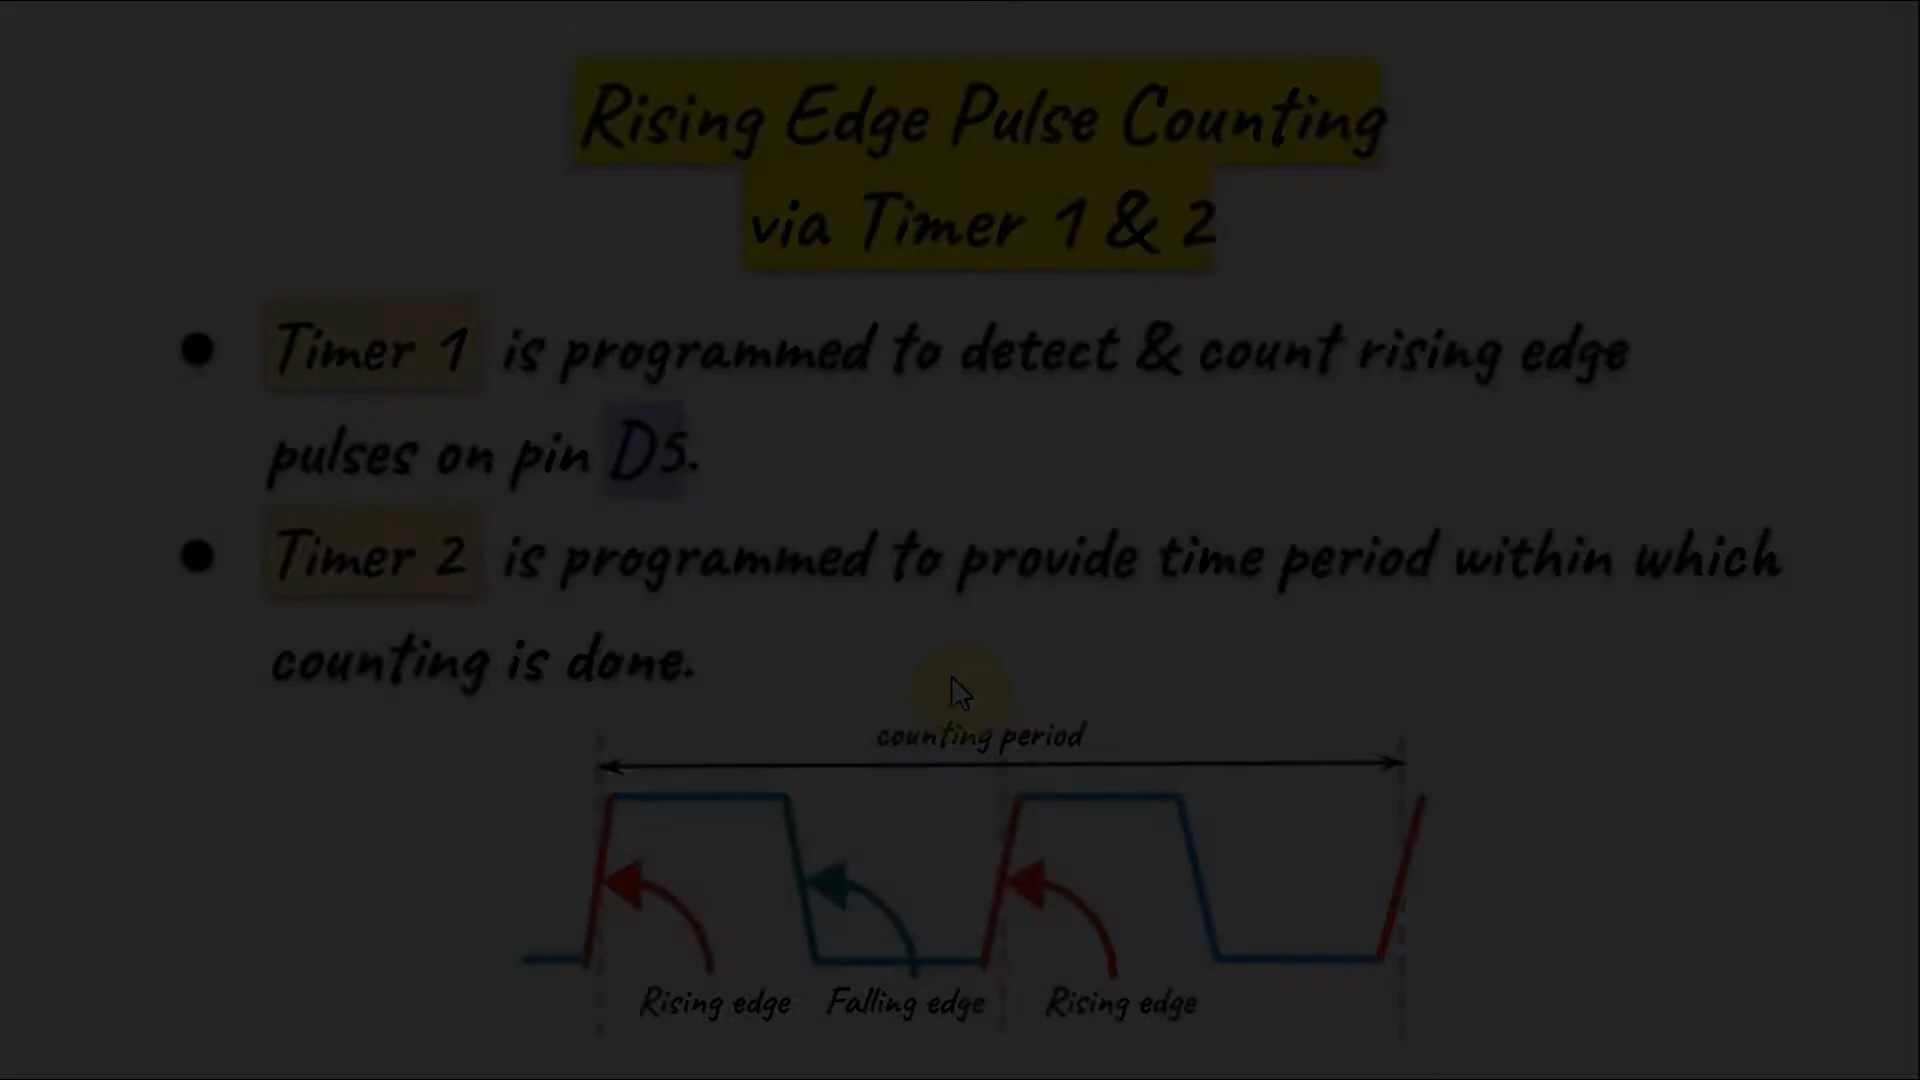 Rising Edge Pulse Counting
via Timer 1 & 2
● Timer 1 is programmed to detect & count rising edge
pulses on pin D5.
● Timer 2 is programmed to provide time period within which
counting is done.
counting period
Rising edge Falling edge Rising edge